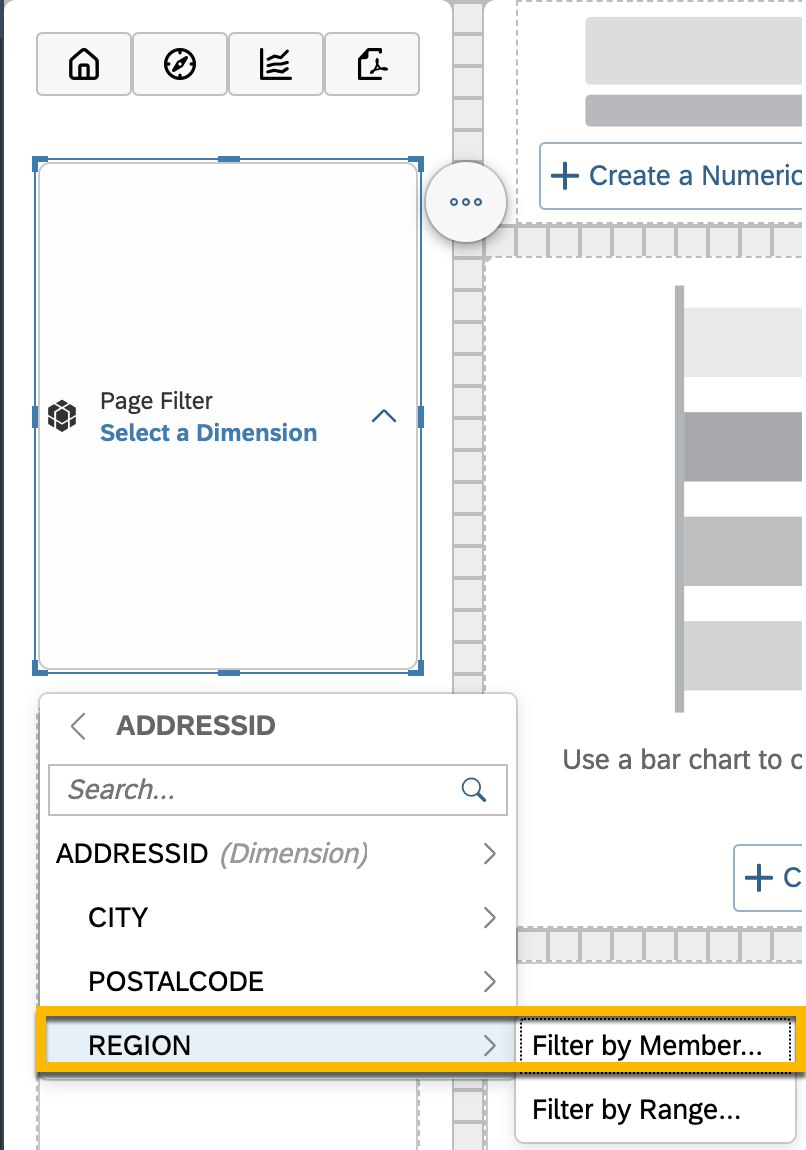 Create a Numeric
Page Filter
Select a Dimension
ADDRESSID
Search...
Use a bar chart to
ADDRESSID (Dimension)
CITY
POSTALCODE
REGION
Filter by Member...
Filter by Range...